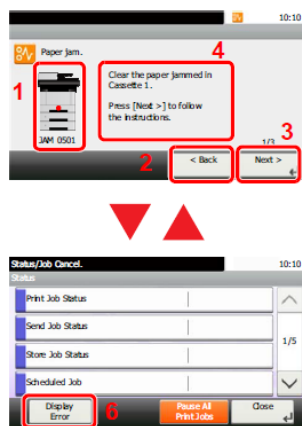 10:10
Paper jam.
4
1
Clear the paper jammed in
Cassette 1.
Press [Next >] to follow
the instructions.
3
JAM 0501
1/3
2
< Back
Next >
Status/Job Cancel.
10:10
Status
Print Job Status
Send Job Status
1/5
Store Job Status
Scheduled Job
Display
Error
6
Pause All
Print Jobs
Close